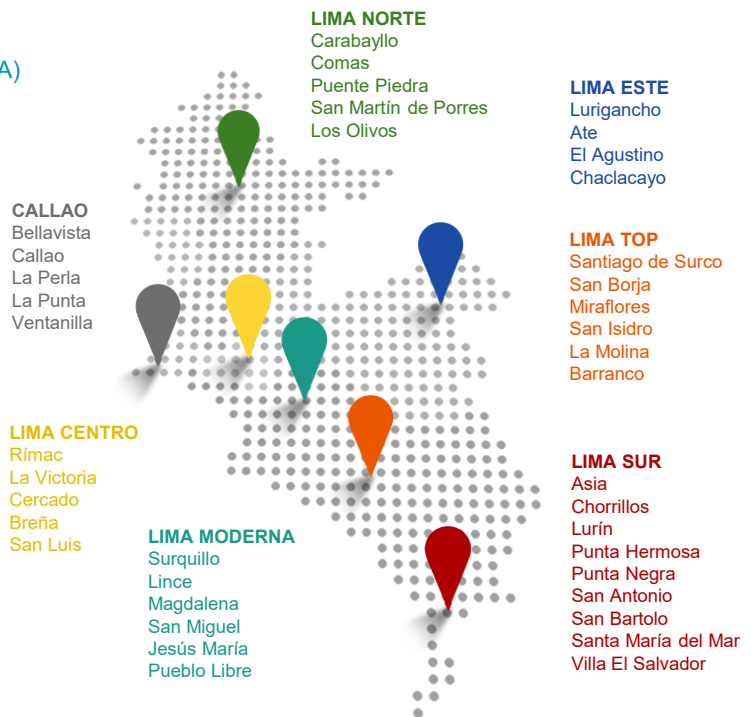 A)
LIMA NORTE
Carabayllo
Comas
Puente Piedra
San Martín de Porres
Los Olivos
LIMA ESTE
Lurigancho
Ate
El Agustino
Chaclacayo
CALLAO
Bellavista
Callao
La Perla
La Punta
Ventanilla
LIMA TOP
Santiago de Surco
San Borja
Miraflores
San Isidro
La Molina
Barranco
LIMA CENTRO
Rímac
La Victoria
Cercado
Breña
San Luis
LIMA MODERNA
Surquillo
Lince
Magdalena
San Miguel
Jesús María
Pueblo Libre
LIMA SUR
Asia
Chorrillos
Lurín
Punta Hermosa
Punta Negra
San Antonio
San Bartolo
Santa María del Mar
Villa El Salvador